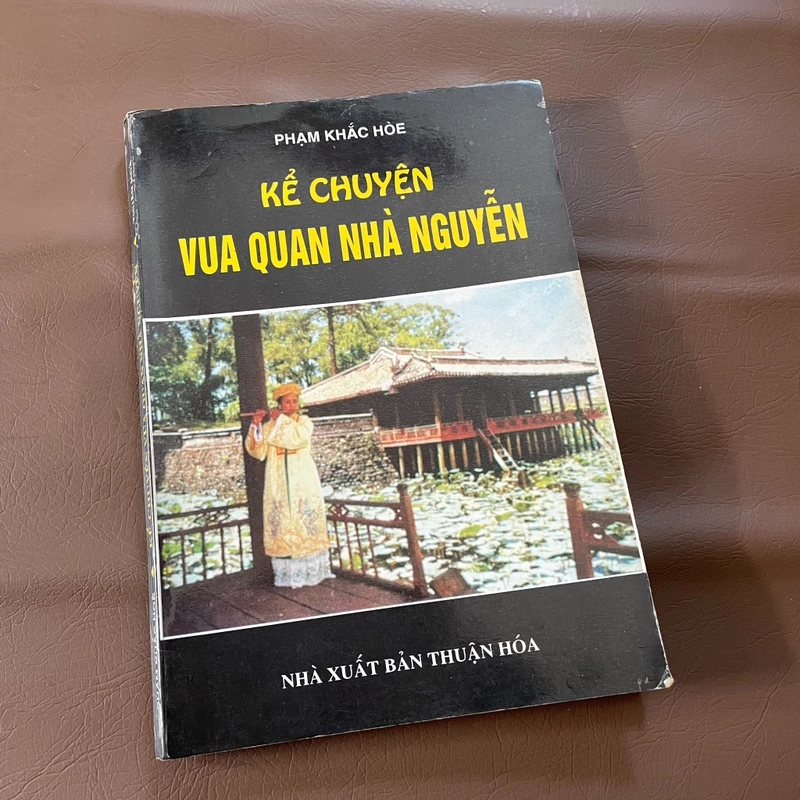 PHẠM KHẮC HÒE
KỂ CHUYỆN
VUA QUAN NHÀ NGUYỄN
NHÀ XUẤT BẢN THUẬN HÓA